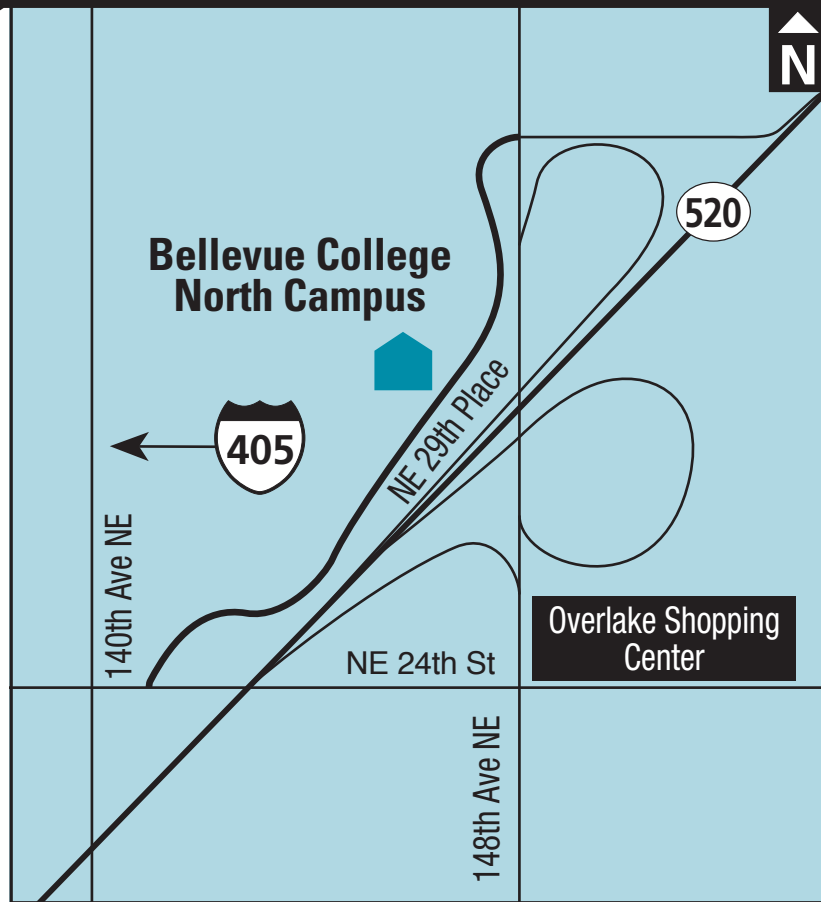 N
520
Bellevue College
North Campus
405
NE 29th Place
140th Ave NE
Overlake Shopping
Center
NE 24th St
148th Ave NE